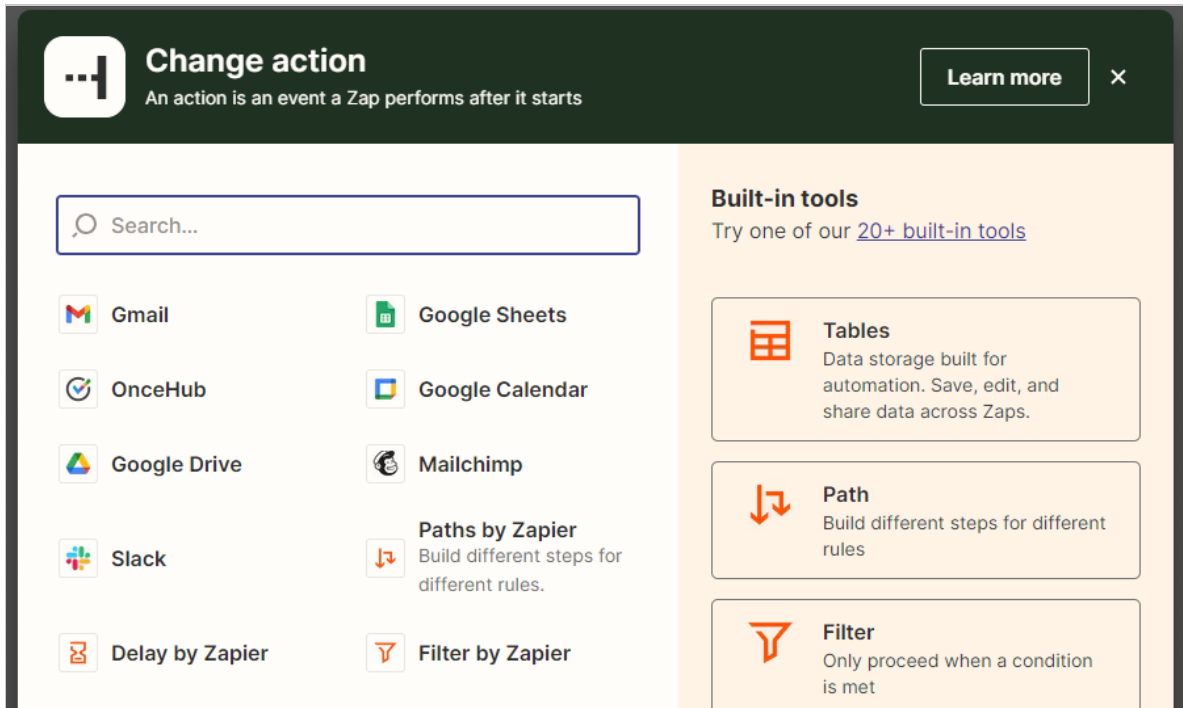 Change action
An action is an event a Zap performs after it starts
Learn more
Search...
Gmail
Google Sheets
OnceHub
Google Calendar
Google Drive
Mailchimp
Slack
Paths by Zapier
Build different steps for
different rules.
Delay by Zapier
Filter by Zapier
Built-in tools
Try one of our 20+ built-in tools
Tables
Data storage built for
automation. Save, edit, and
share data across Zaps.
Path
Build different steps for different
rules
Filter
Only proceed when a condition
is met